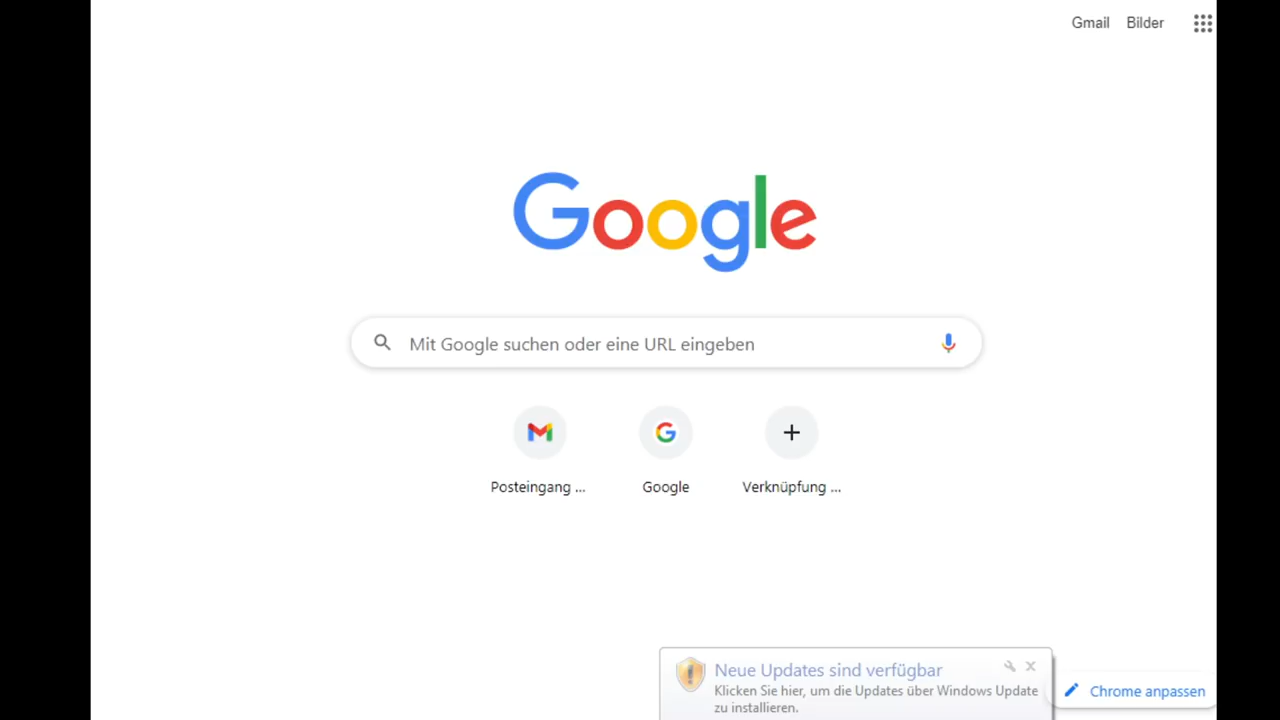 Gmail Bilder
Google
Mit Google suchen oder eine URL eingeben
Posteingang ... Google Verknüpfung ...
Neue Updates sind verfügbar
Klicken Sie hier, um die Updates über Windows Update
zu installieren.
Chrome anpassen